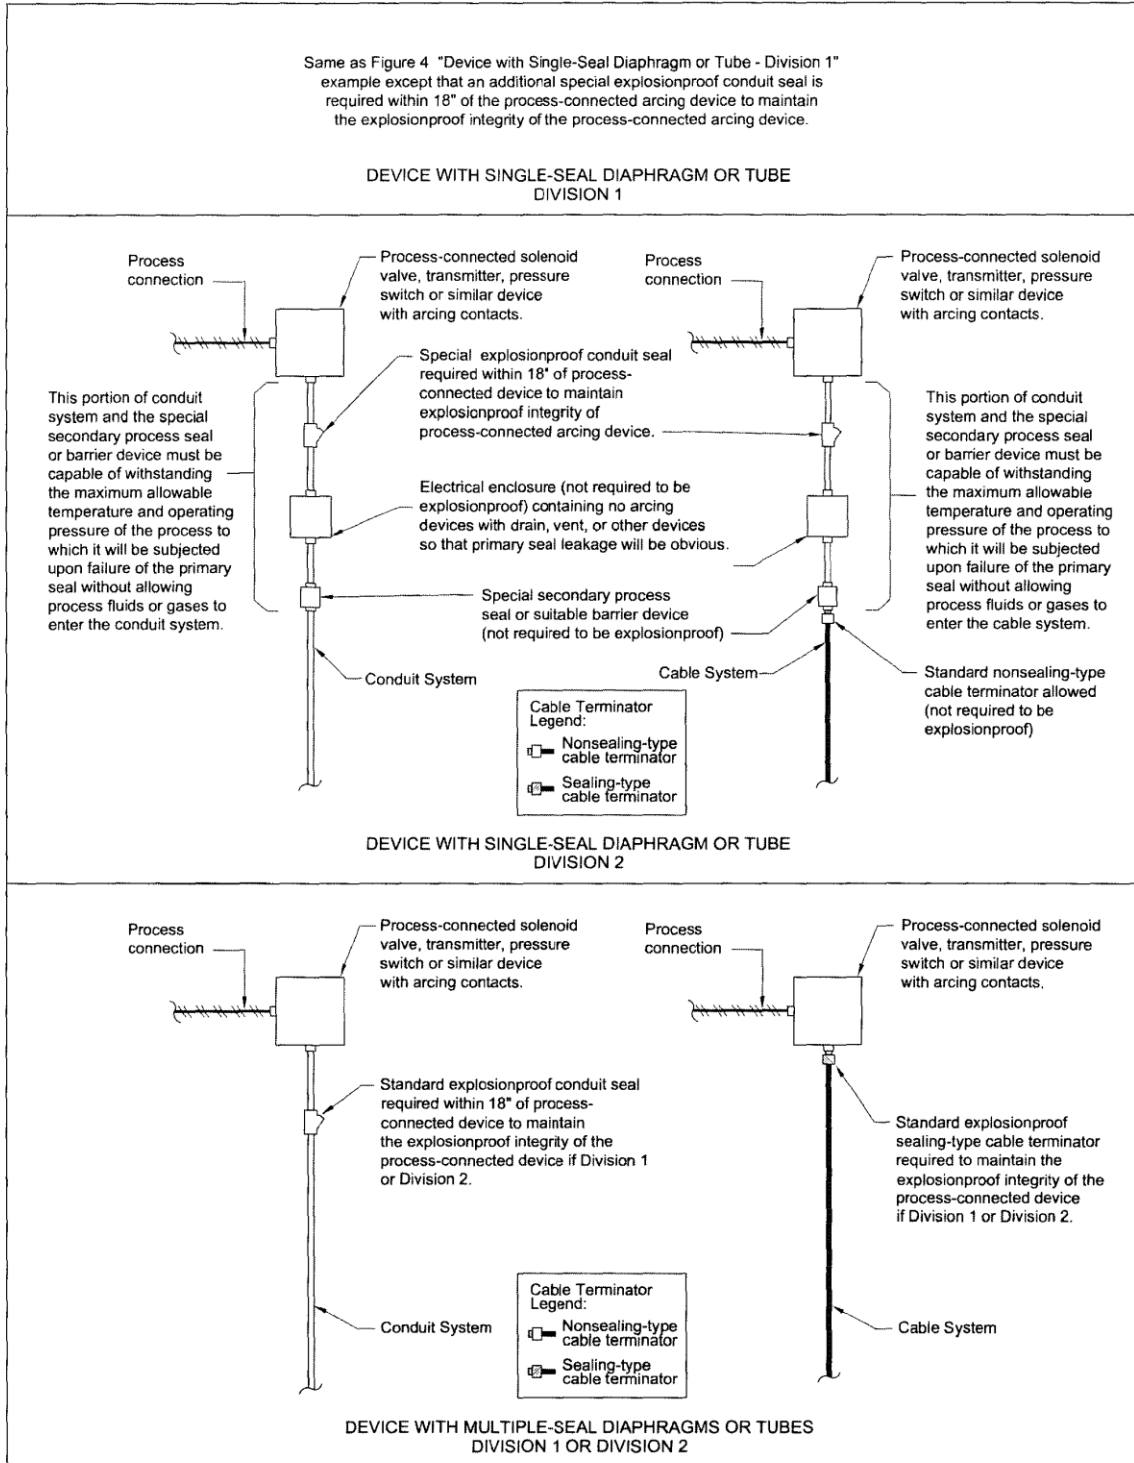 Same as Figure 4 "Device with Single-Seal Diaphragm or Tube - Division 1"
example except that an additional special explosionproof conduit seal is
required within 18" of the process-connected arcing device to maintain
the explosionproof integrity of the process-connected arcing device.
DEVICE WITH SINGLE-SEAL DIAPHRAGM OR TUBE
DIVISION 1
Process
connection
Process-connected solenoid
valve, transmitter, pressure
switch or similar device
with arcing contacts.
Process
connection
Process-connected solenoid
valve, transmitter, pressure
switch or similar device
with arcing contacts.
This portion of conduit
system and the special
secondary process seal
or barrier device must be
capable of withstanding
the maximum allowable
temperature and operating
pressure of the process to
which it will be subjected
upon failure of the primary
seal without allowing
process fluids or gases to
enter the conduit system.
Special explosionproof conduit seal
required within 18" of process-
connected device to maintain
explosionproof integrity of
process-connected arcing device.
Electrical enclosure (not required to be
explosionproof) containing no arcing
devices with drain, vent, or other devices
so that primary seal leakage will be obvious.
Special secondary process
seal or suitable barrier device
(not required to be explosionproof)
This portion of conduit
system and the special
secondary process seal
or barrier device must be
capable of withstanding
the maximum allowable
temperature and operating
pressure of the process to
which it will be subjected
upon failure of the primary
seal without allowing
process fluids or gases to
enter the cable system.
Conduit System
Cable System
Standard nonsealing-type
cable terminator allowed
(not required to be
explosionproof)
Cable Terminator
Legend:
Nonsealing-type
cable terminator
Sealing-type
cable terminator
DEVICE WITH SINGLE-SEAL DIAPHRAGM OR TUBE
DIVISION 2
Process
connection
Process-connected solenoid
valve, transmitter, pressure
switch or similar device
with arcing contacts.
Process
connection
Process-connected solenoid
valve, transmitter, pressure
switch or similar device
with arcing contacts.
Standard explosionproof conduit seal
required within 18" of process-
connected device to maintain
the explosionproof integrity of the
process-connected device if Division 1
or Division 2.
Standard explosionproof
sealing-type cable terminator
required to maintain the
explosionproof integrity of the
process-connected device
if Division 1 or Division 2.
Conduit System
Cable Terminator
Legend:
Nonsealing-type
cable terminator
Sealing-type
cable terminator
Cable System
DEVICE WITH MULTIPLE-SEAL DIAPHRAGMS OR TUBES
DIVISION 1 OR DIVISION 2